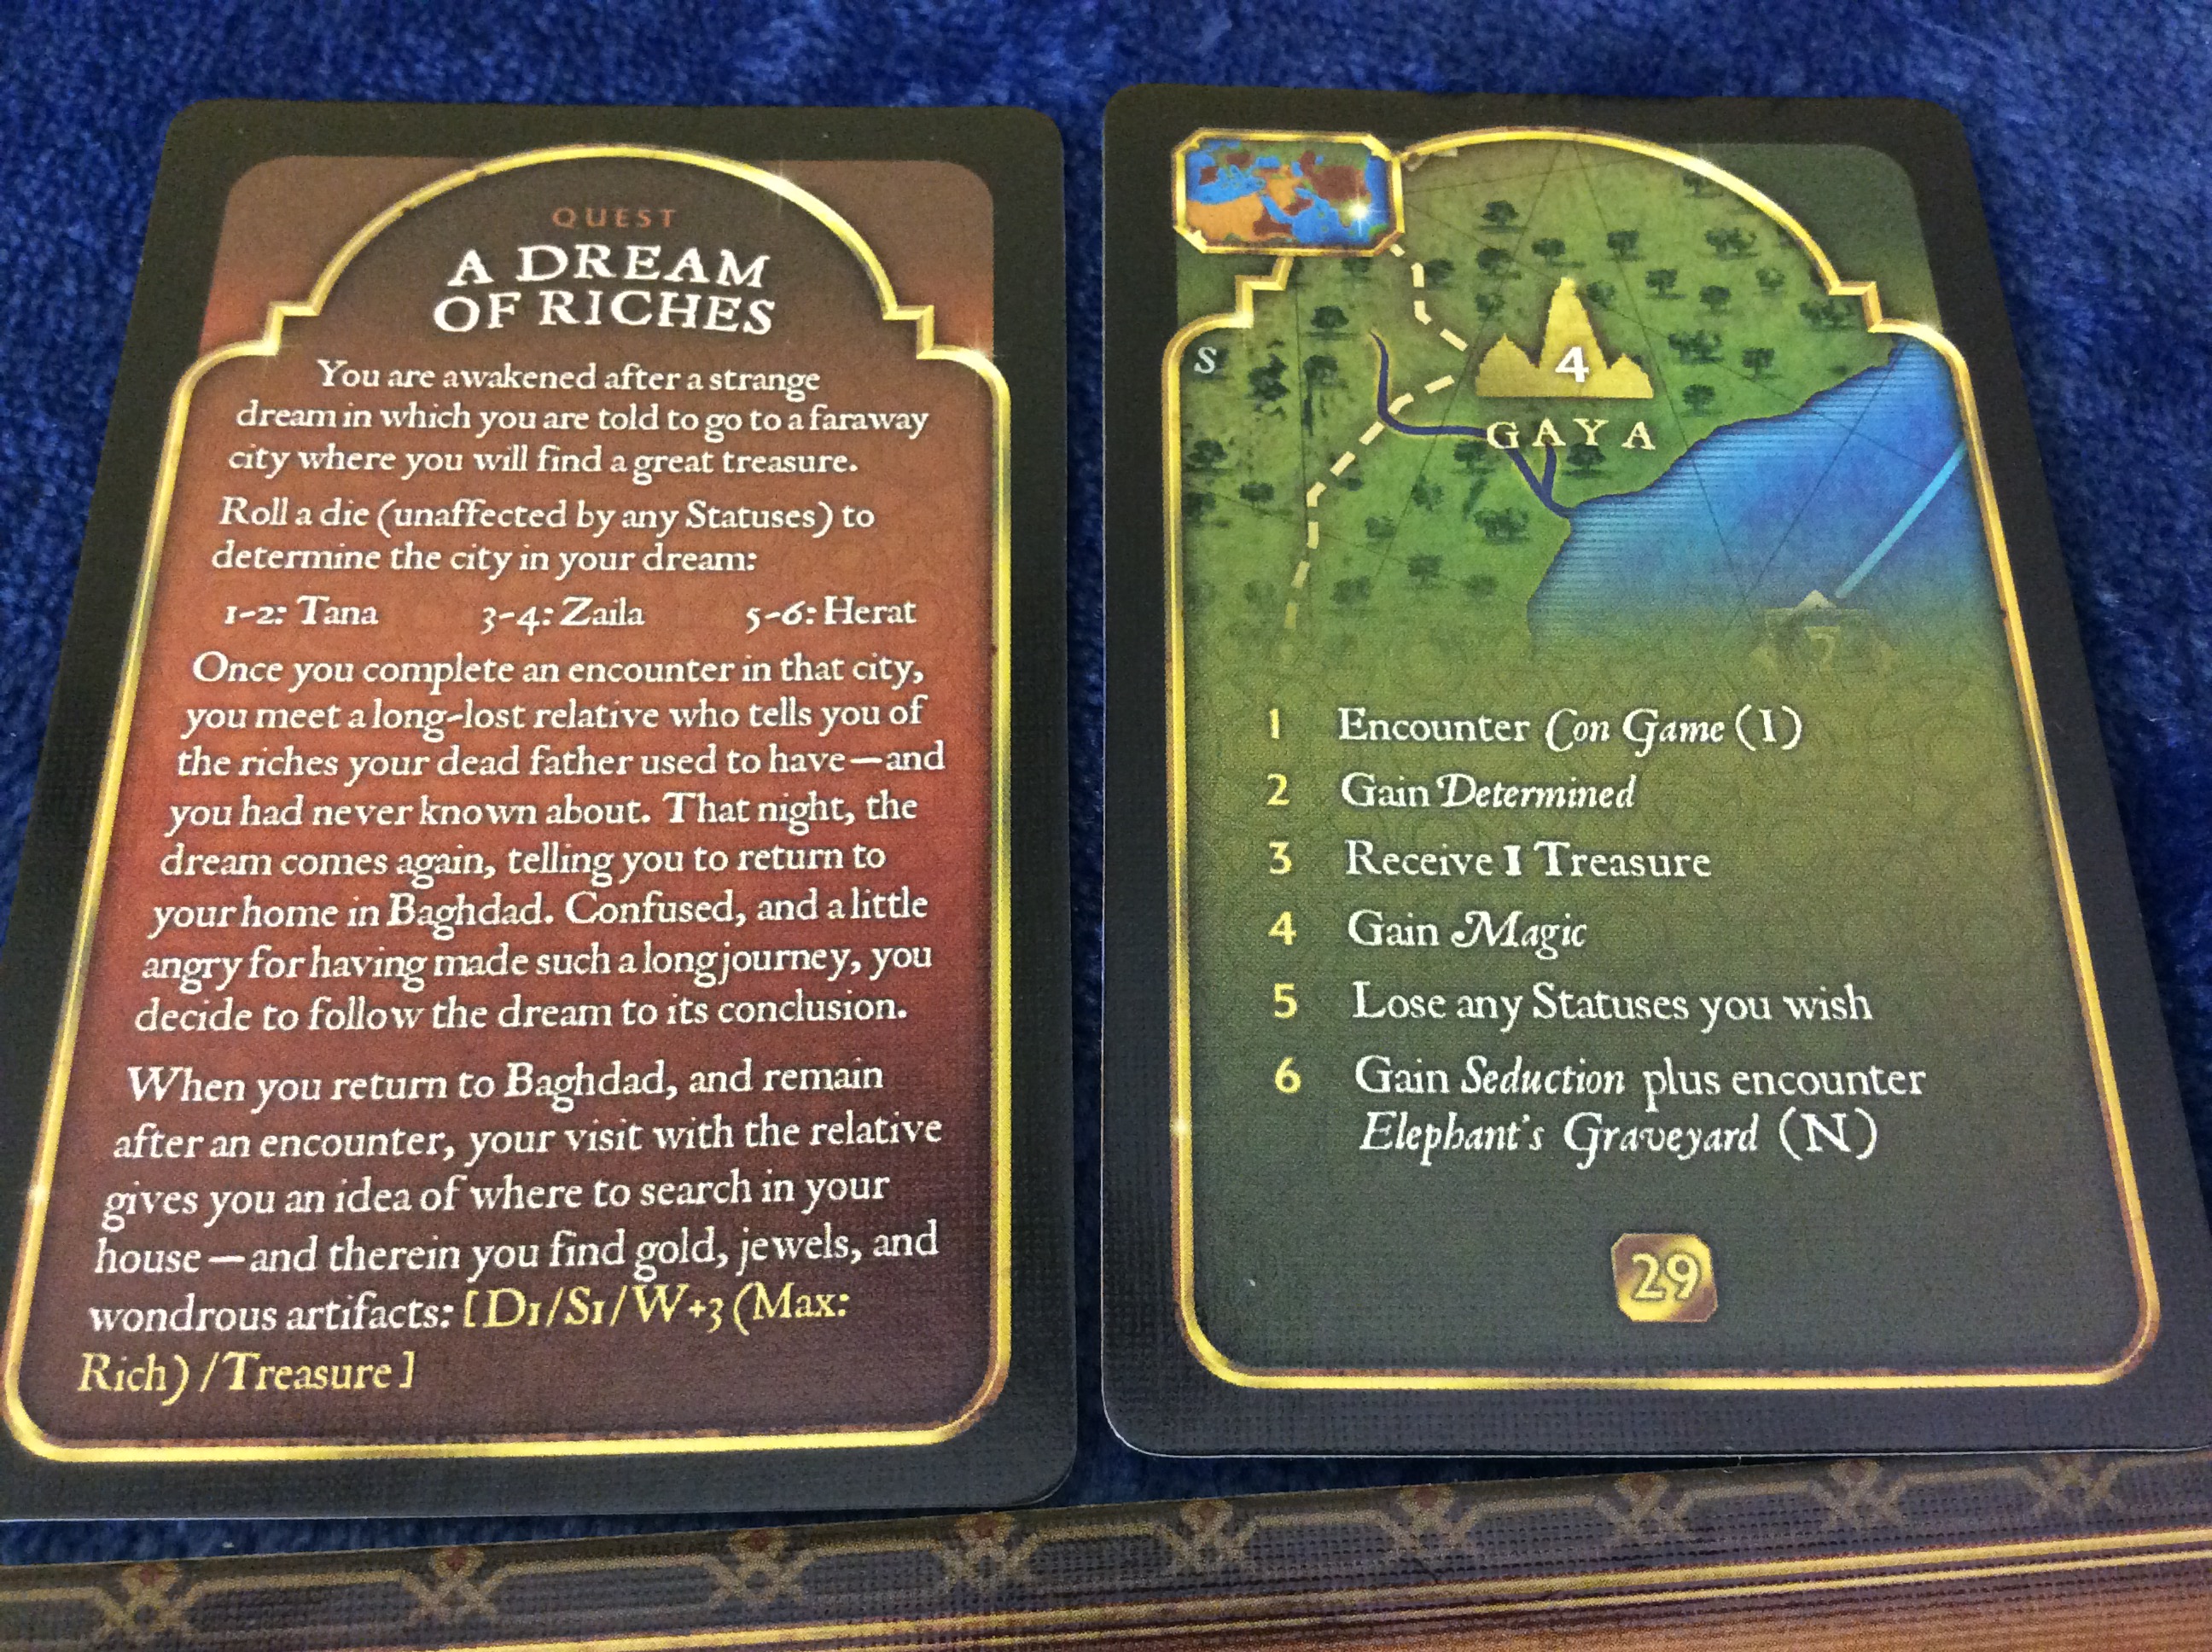 QUEST
A DREAM
OF RICHES
You are awakened after a strange
dream in which you are told to go to a faraway
city where you will find a great treasure.
Roll a die (unaffected by any Statuses) to
determine the city in your dream:
1-2: Tana 3-4: Zaila 5-6: Herat
Once you complete an encounter in that city,
you meet a long-lost relative who tells you of
the riches your dead father used to have—and
you had never known about. That night, the
dream comes again, telling you to return to
your home in Baghdad. Confused, and a little
angry for having made such a long journey, you
decide to follow the dream to its conclusion.
When you return to Baghdad, and remain
after an encounter, your visit with the relative
gives you an idea of where to search in your
house—and therein you find gold, jewels, and
wondrous artifacts: [D1/S1/W+3 (Max:
Rich) / Treasure]
S
4
GAYA
1 Encounter Con Game (I)
2 Gain Determined
3 Receive 1 Treasure
4 Gain Magic
5 Lose any Statuses you wish
6 Gain Seduction plus encounter
Elephant's Graveyard (N)
29